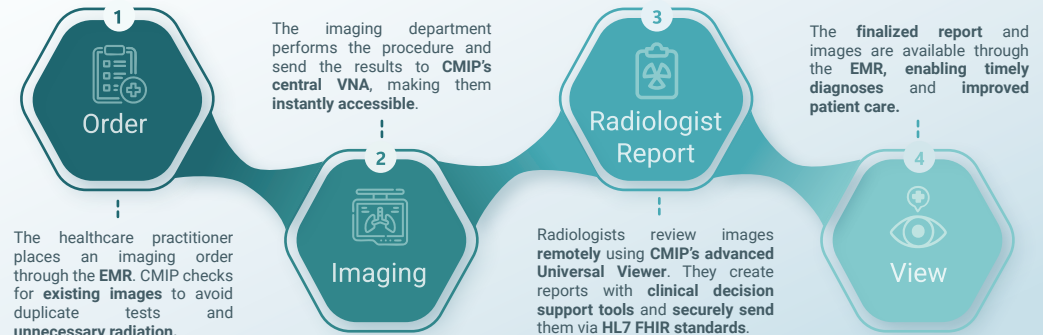 1
Order
The healthcare practitioner
places an imaging order
through the EMR. CMIP checks
for existing images to avoid
duplicate tests and
unnecessary radiation.
The imaging department
performs the procedure and
send the results to CMIP's
central VNA, making them
instantly accessible.
2
Imaging
3
Radiologist
Report
Radiologists review images
remotely using CMIP's advanced
Universal Viewer. They create
reports with clinical decision
support tools and securely send
them via HL7 FHIR standards.
The finalized report and
images are available through
the EMR, enabling timely
diagnoses and improved
patient care.
4
View